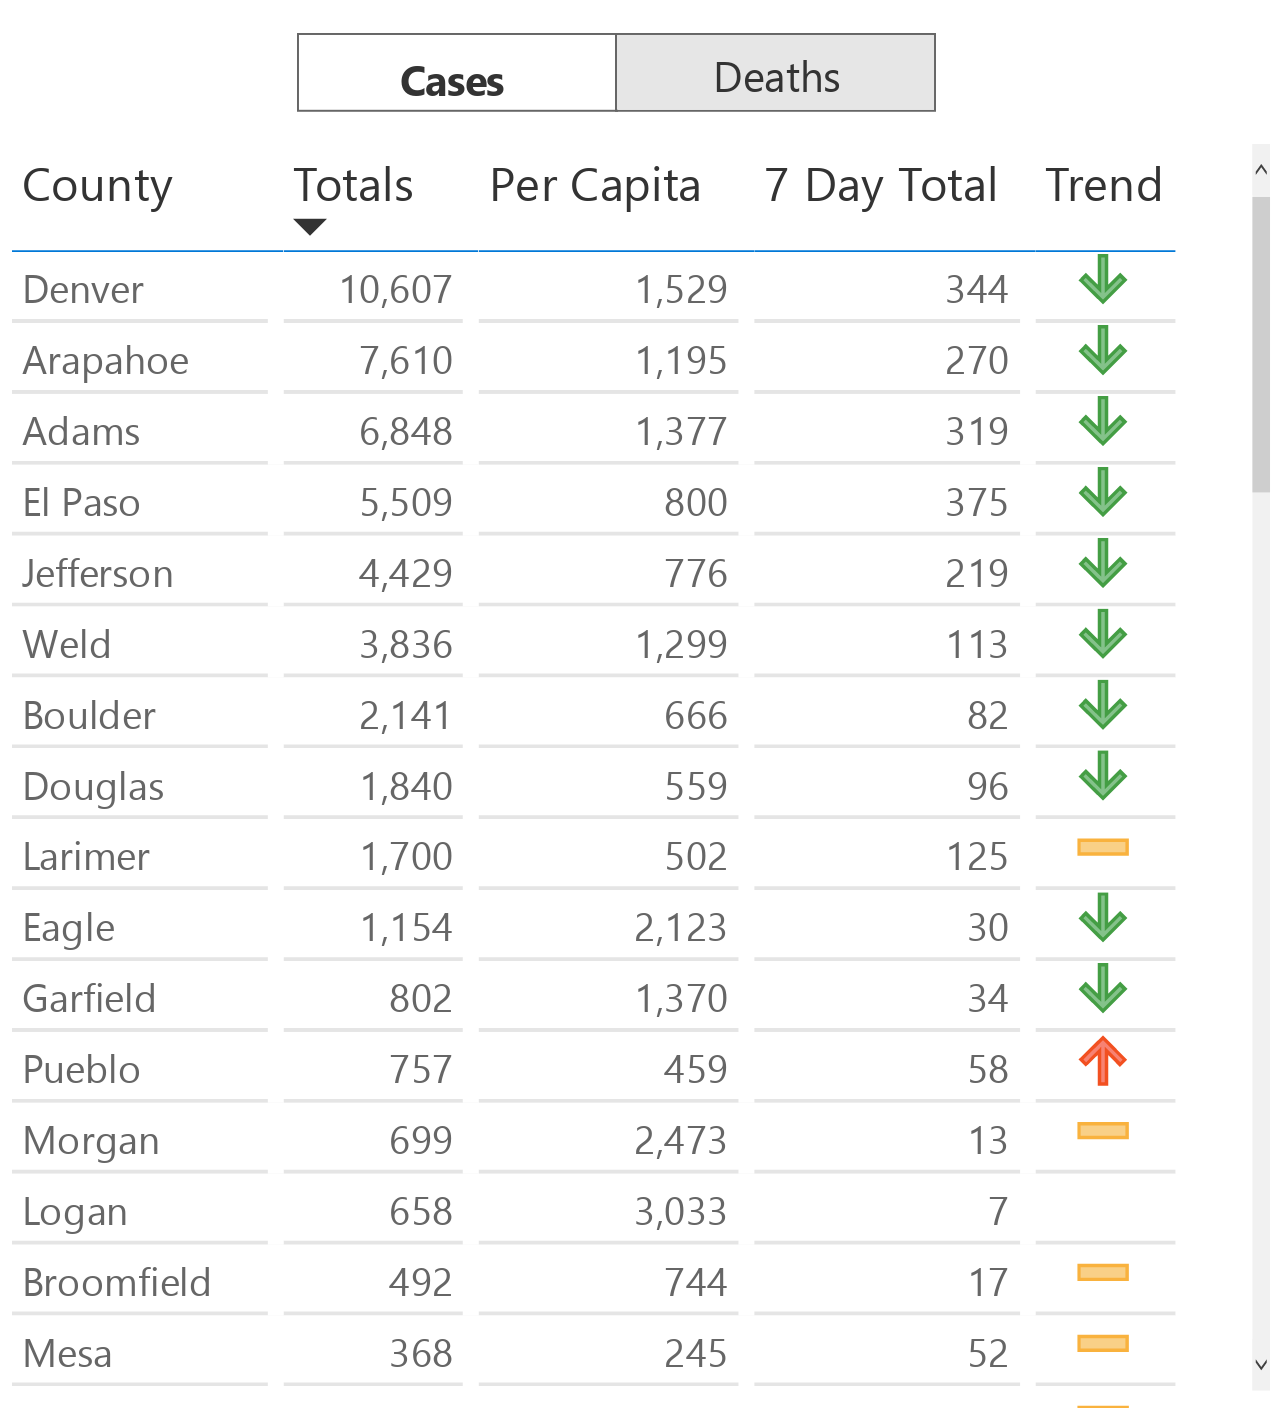 Cases Deaths
County Totals Per Capita 7 Day Total Trend
Denver 10,607 1,529 344
Arapahoe 7,610 1,195 270
Adams 6,848 1,377 319
El Paso 5,509 800 375
Jefferson 4,429 776 219
Weld 3,836 1,299 113
Boulder 2,141 666 82
Douglas 1,840 559 96
Larimer 1,700 502 125
Eagle 1,154 2,123 30
Garfield 802 1,370 34
Pueblo 757 459 58
Morgan 699 2,473 13
Logan 658 3,033 7
Broomfield 492 744 17
Mesa 368 245 52